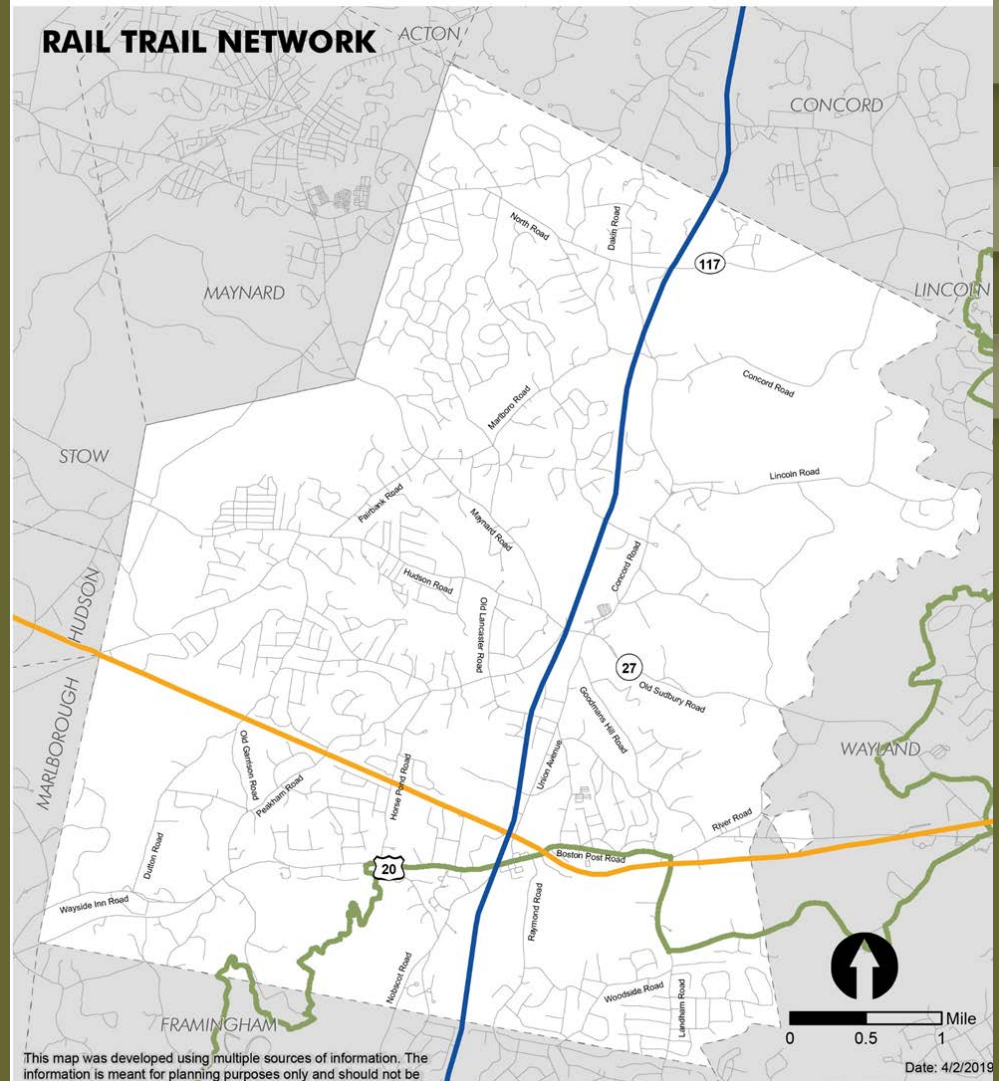 RAIL TRAIL NETWORK
ACTON
CONCORD
North Road
Dakin Road
117
MAYNARD
LINCOLN
Concord Road
Marlboro Road
STOW
Lincoln Road
Fairbank Road
Maynard Road
Hudson Road
Concord Road
HUDSON
Old Lancaster Road
27
Old Sudbury Road
MARLBOROUGH
Goodmans Hill Road
WAYLAND
Old Garrison Road
Union Avenue
Peakham Road
Horse Pond Road
River Road
Dutton Road
Boston Post Road
20
Wayside Inn Road
Raymond Road
Nobscot Road
Woodside Road
Landham Road
FRAMINGHAM
Mile
0 0.5 1
This map was developed using multiple sources of information. The
information is meant for planning purposes only and should not be
Date: 4/2/2019